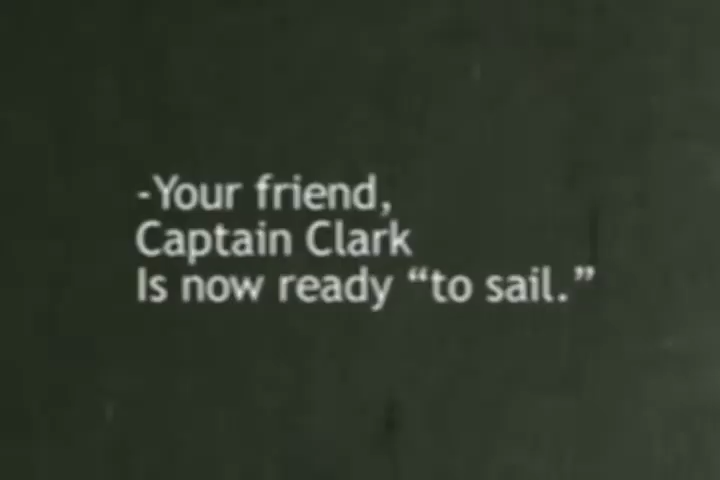 -Your friend,
Captain Clark
Is now ready “to sail.”